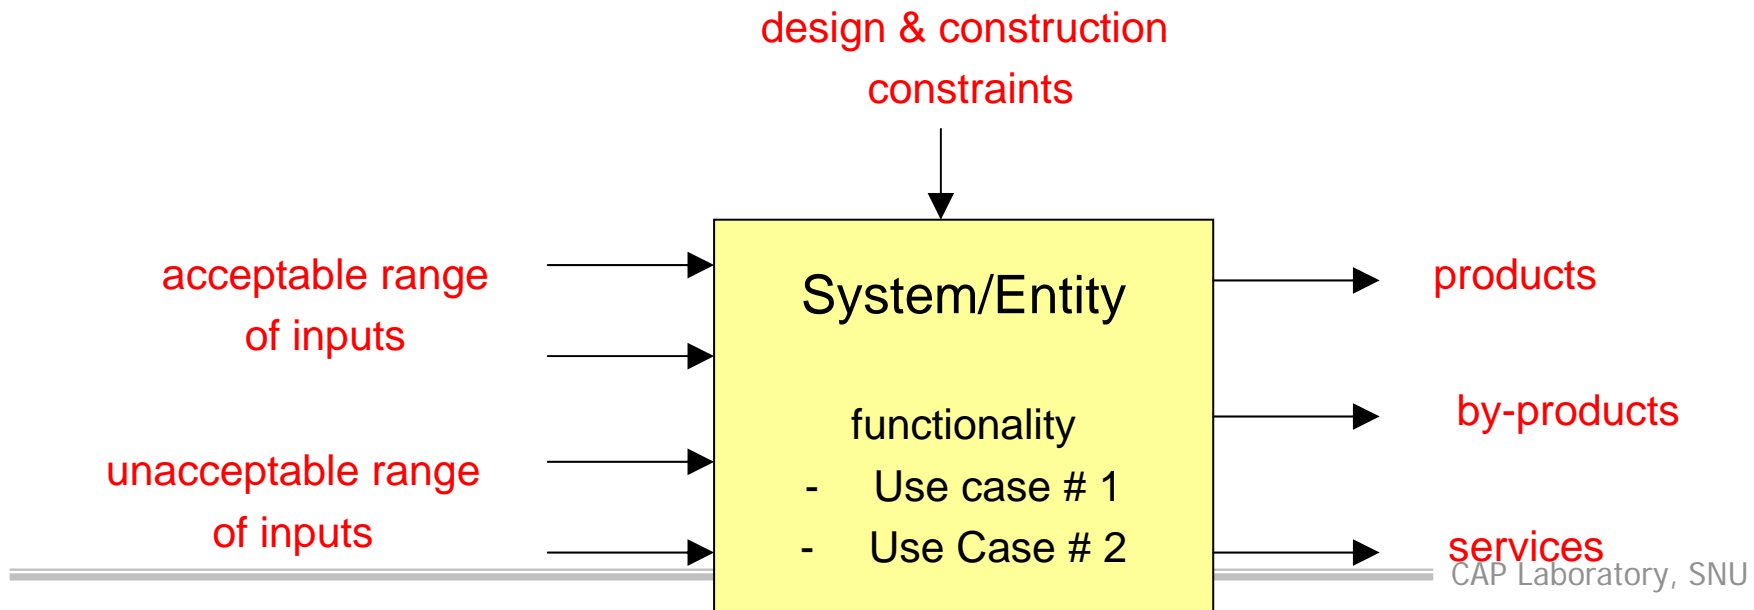 design & construction
constraints
acceptable range
of inputs
unacceptable range
of inputs
System/Entity
functionality
- Use case # 1
- Use Case # 2
products
by-products
services
CAP Laboratory, SNU